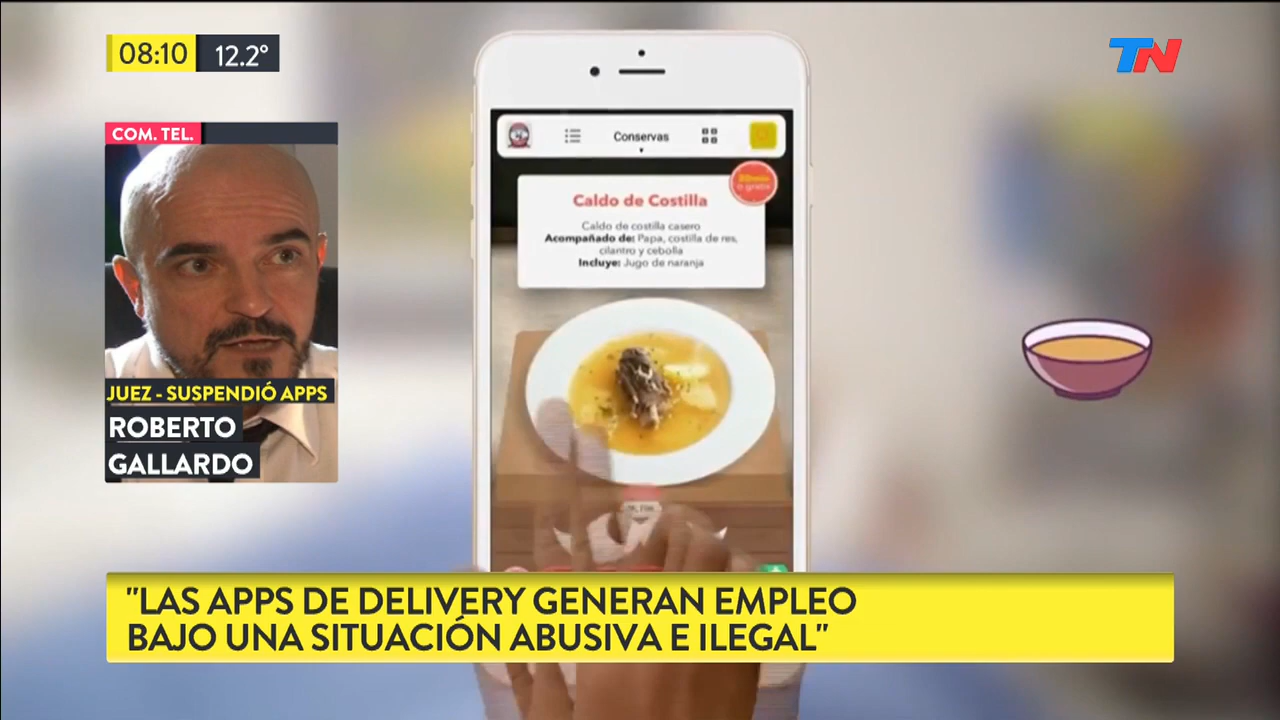 08:10
12.2°
TN
COM. TEL.
JUEZ - SUSPENDIÓ APPS
ROBERTO
GALLARDO
Conservas
o gratis
Caldo de Costilla
Caldo de costilla casero
Acompañado de: Papa, costilla de res,
cilantro y cebolla
Incluye: Jugo de naranja
"LAS APPS DE DELIVERY GENERAN EMPLEO
BAJO UNA SITUACIÓN ABUSIVA E ILEGAL"